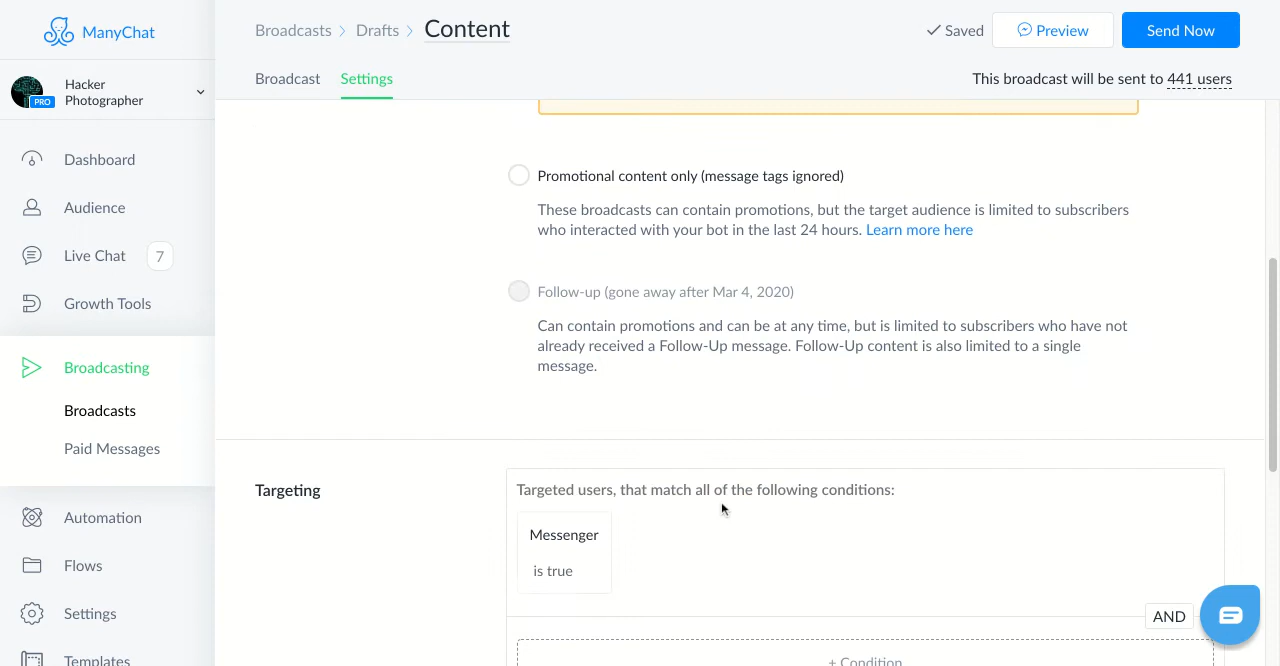 ManyChat
Broadcasts
Drafts
Content
Saved
Preview
Send Now
Hacker
Photographer
PRO
Broadcast
Settings
This broadcast will be sent to 441 users
Dashboard
Audience
Live Chat
7
Growth Tools
Broadcasting
Broadcasts
Paid Messages
Automation
Flows
Settings
Templates
Promotional content only (message tags ignored)
These broadcasts can contain promotions, but the target audience is limited to subscribers
who interacted with your bot in the last 24 hours. Learn more here
Follow-up (gone away after Mar 4, 2020)
Can contain promotions and can be at any time, but is limited to subscribers who have not
already received a Follow-Up message. Follow-Up content is also limited to a single
message.
Targeting
Targeted users, that match all of the following conditions:
Messenger
is true
AND
+ Condition